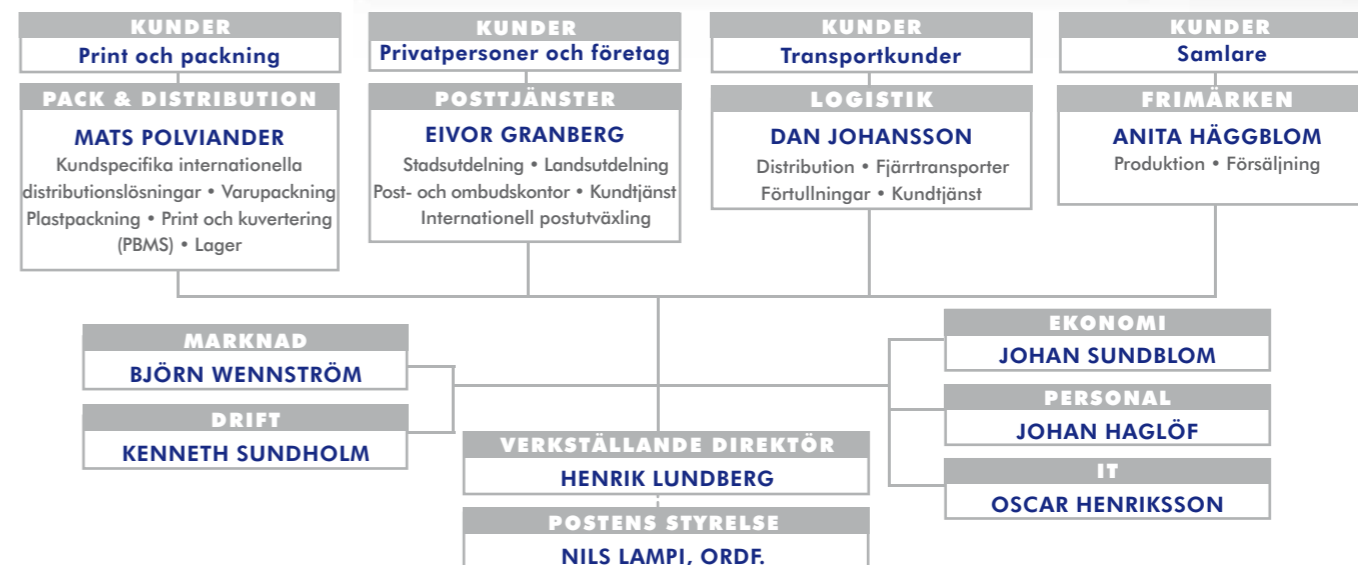 KUNDER
Print och packning
PACK & DISTRIBUTION
MATS POLVIANDER
Kundspecifika internationella
distributionslösningar • Varupackning
Plastpackning • Print och kuvertering
(PBMS) • Lager
KUNDER
Privatpersoner och företag
POSTTJÄNSTER
EIVOR GRANBERG
Stadsutdelning • Landsutdelning
Post- och ombudskontor • Kundtjänst
Internationell postutväxling
KUNDER
Transportkunder
LOGISTIK
DAN JOHANSSON
Distribution • Fjärrtransporter
Förtullningar • Kundtjänst
KUNDER
Samlare
FRIMÄRKEN
ANITA HÄGGBLOM
Produktion • Försäljning
MARKNAD
BJÖRN WENNSTRÖM
DRIFT
KENNETH SUNDHOLM
EKONOMI
JOHAN SUNDBLOM
PERSONAL
JOHAN HAGLÖF
IT
OSCAR HENRIKSSON
VERKSTÄLLANDE DIREKTÖR
HENRIK LUNDBERG
POSTENS STYRELSE
NILS LAMPI, ORDF.